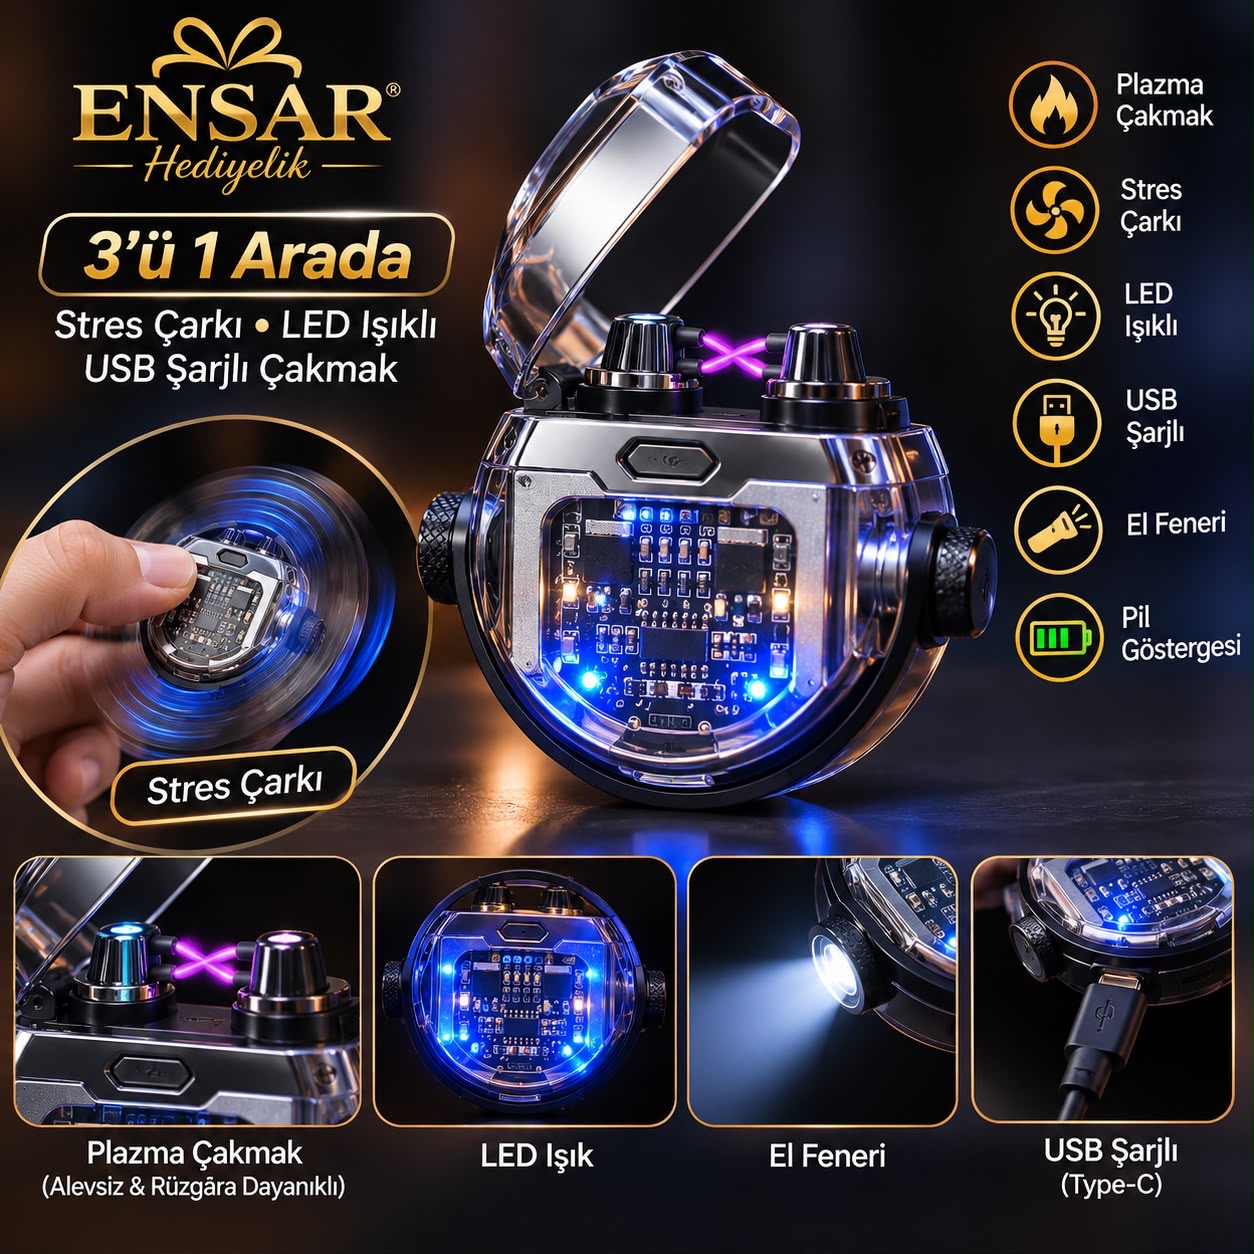 ENSAR®
Hediyelik
3’ü 1 Arada
Stres Çarkı • LED Işıklı
USB Şarjlı Çakmak
Plazma
Çakmak
Stres
Çarkı
LED
Işıklı
USB
Şarjlı
El Feneri
Pil
Göstergesi
Stres Çarkı
Plazma Çakmak
(Alevsiz & Rüzgâra Dayanıklı)
LED Işık
El Feneri
USB Şarjlı
(Type-C)